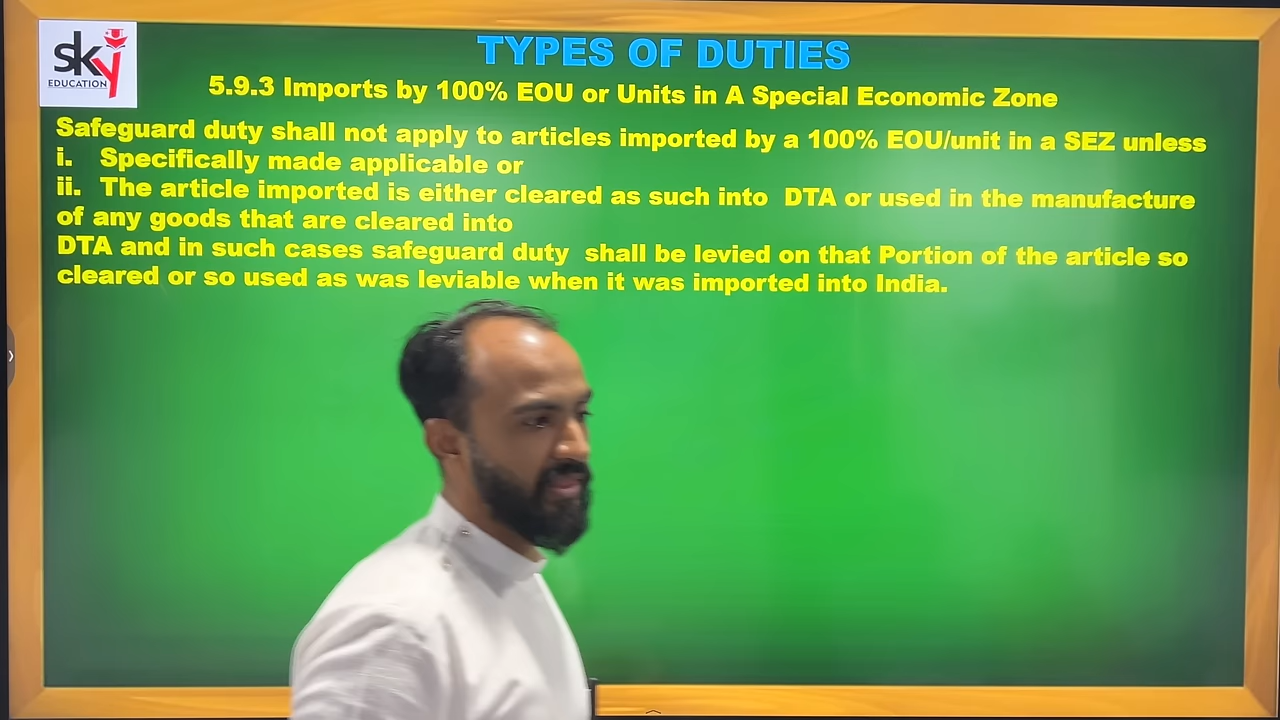 sky
EDUCATION
TYPES OF DUTIES
5.9.3 Imports by 100% EOU or Units in A Special Economic Zone
Safeguard duty shall not apply to articles imported by a 100% EOU/unit in a SEZ unless
i. Specifically made applicable or
ii. The article imported is either cleared as such into DTA or used in the manufacture
of any goods that are cleared into
DTA and in such cases safeguard duty shall be levied on that Portion of the article so
cleared or so used as was leviable when it was imported into India.